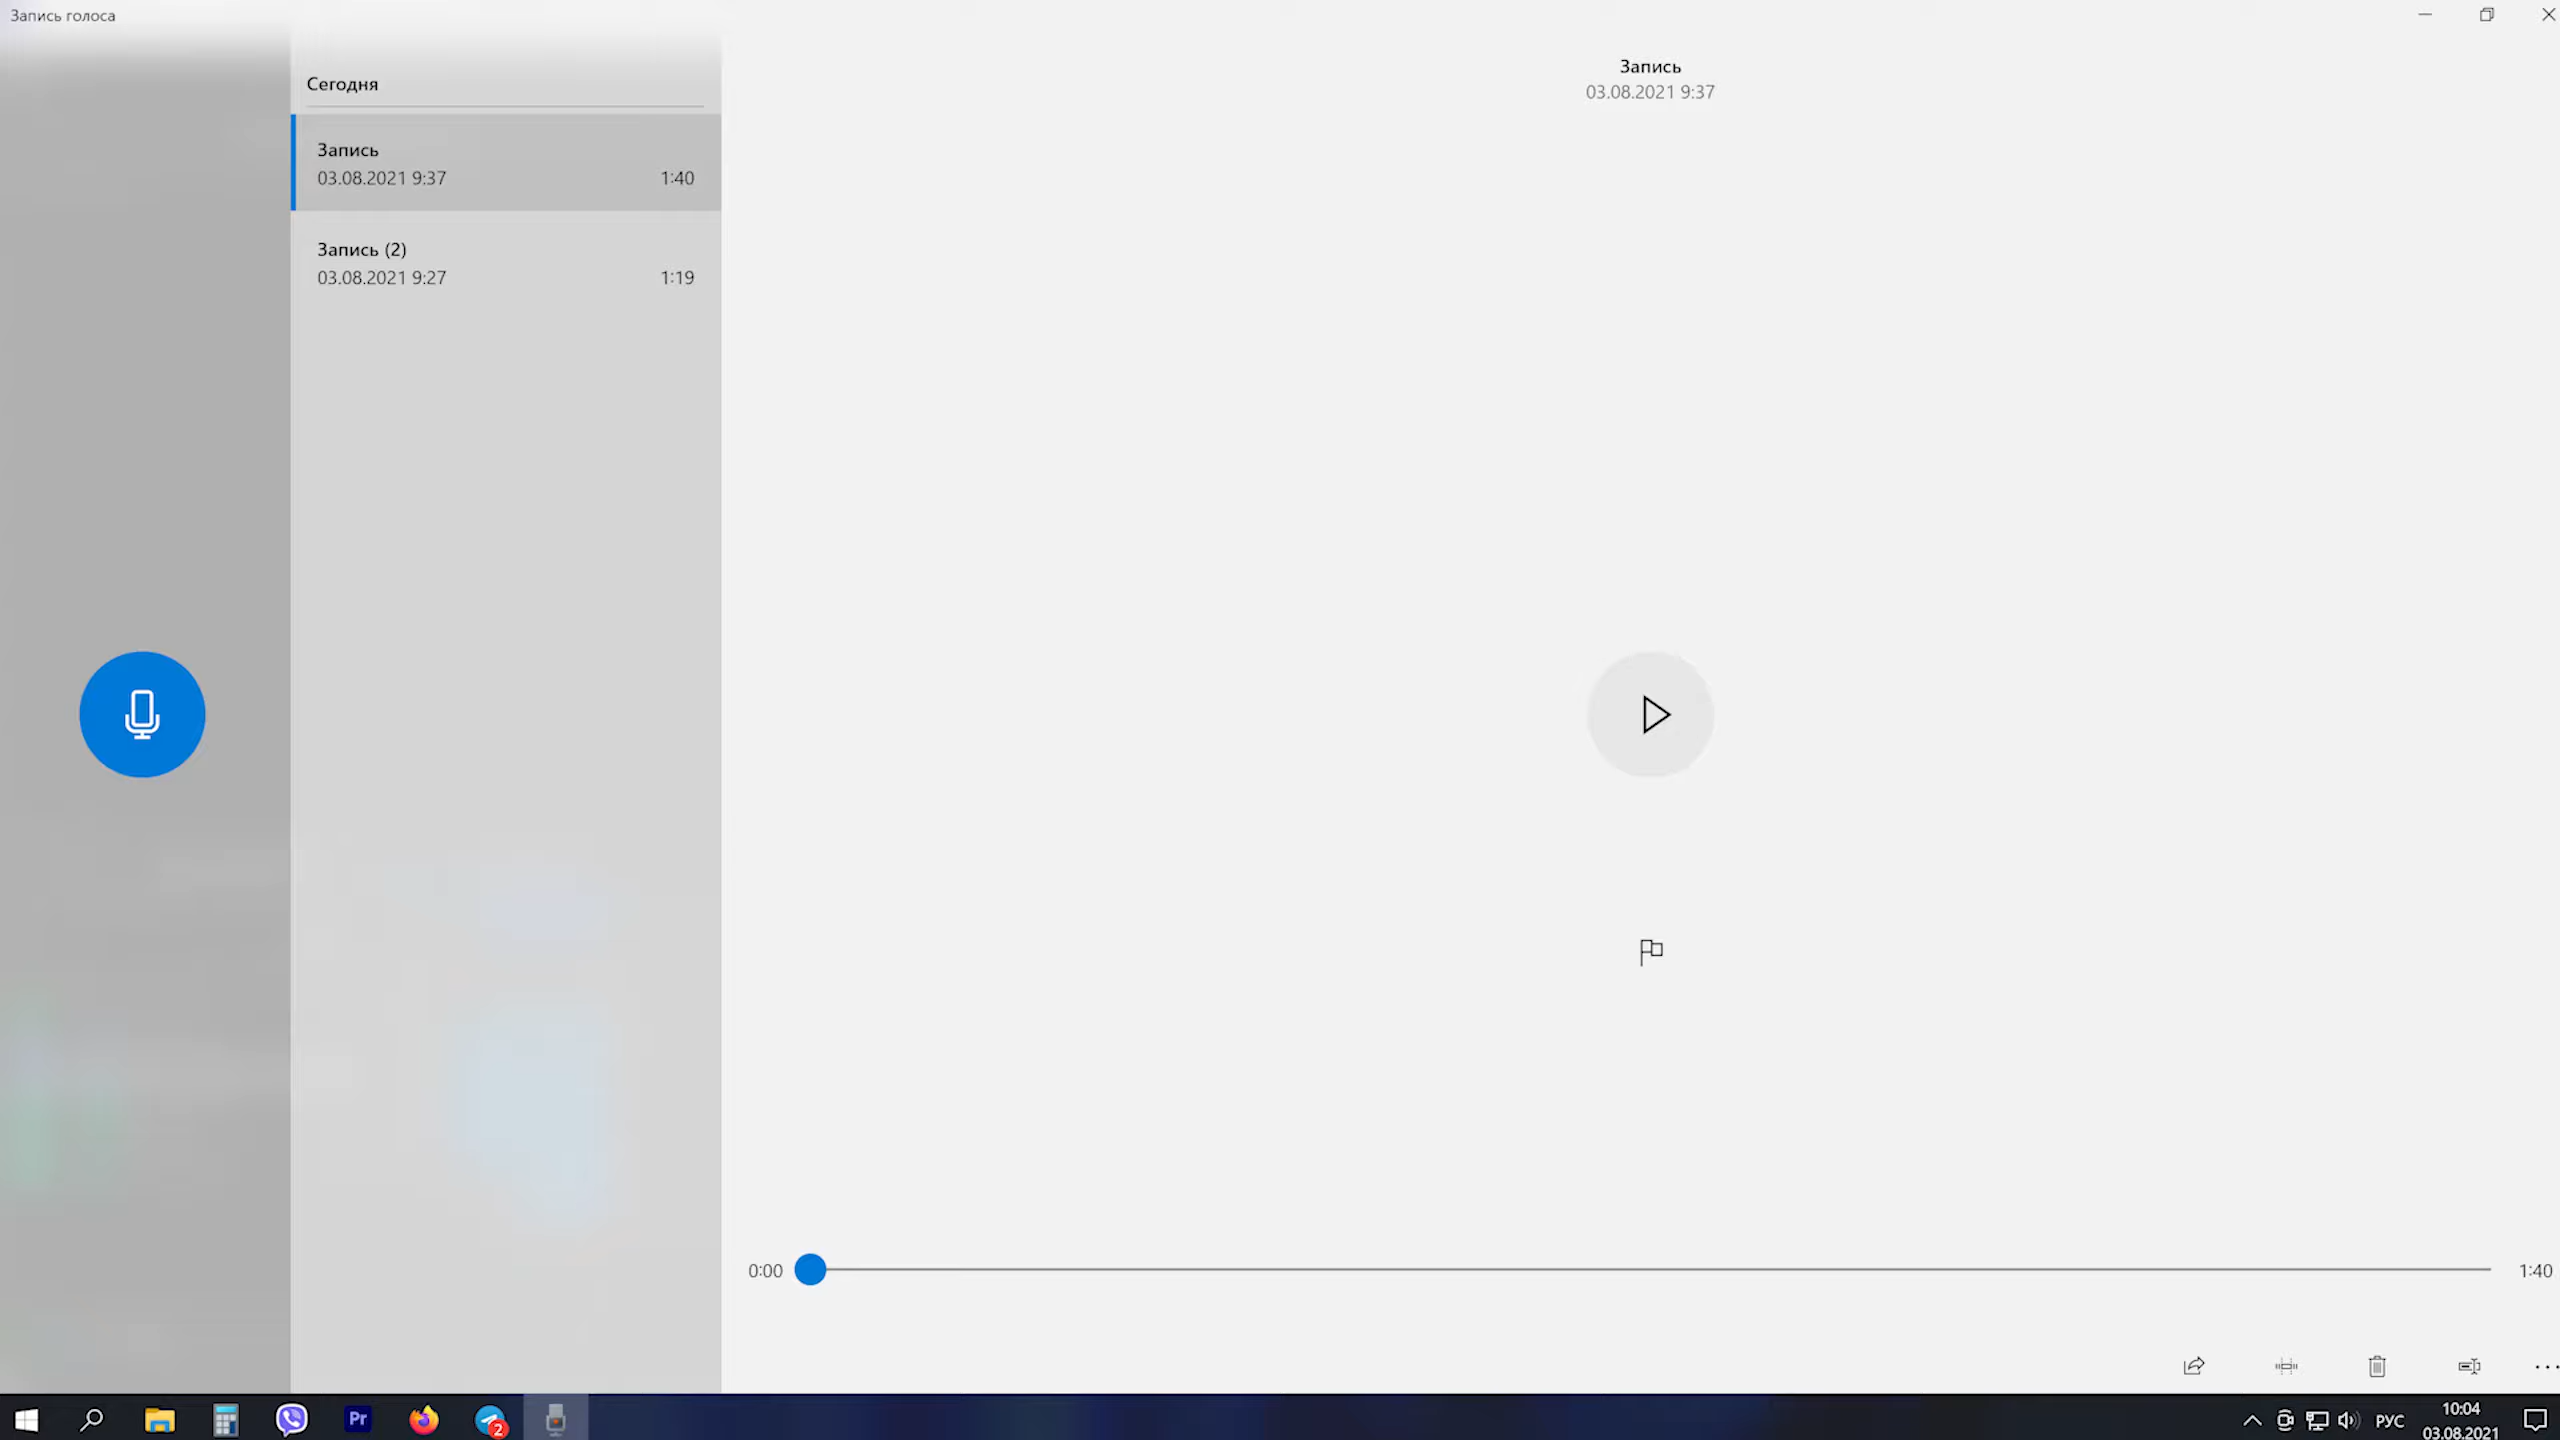 Запись голоса
Сегодня
Запись
03.08.2021 9:37
1:40
Запись (2)
03.08.2021 9:27
1:19
Запись
03.08.2021 9:37
0:00
1:40
Pr
2
РУС
10:04
03.08.2021